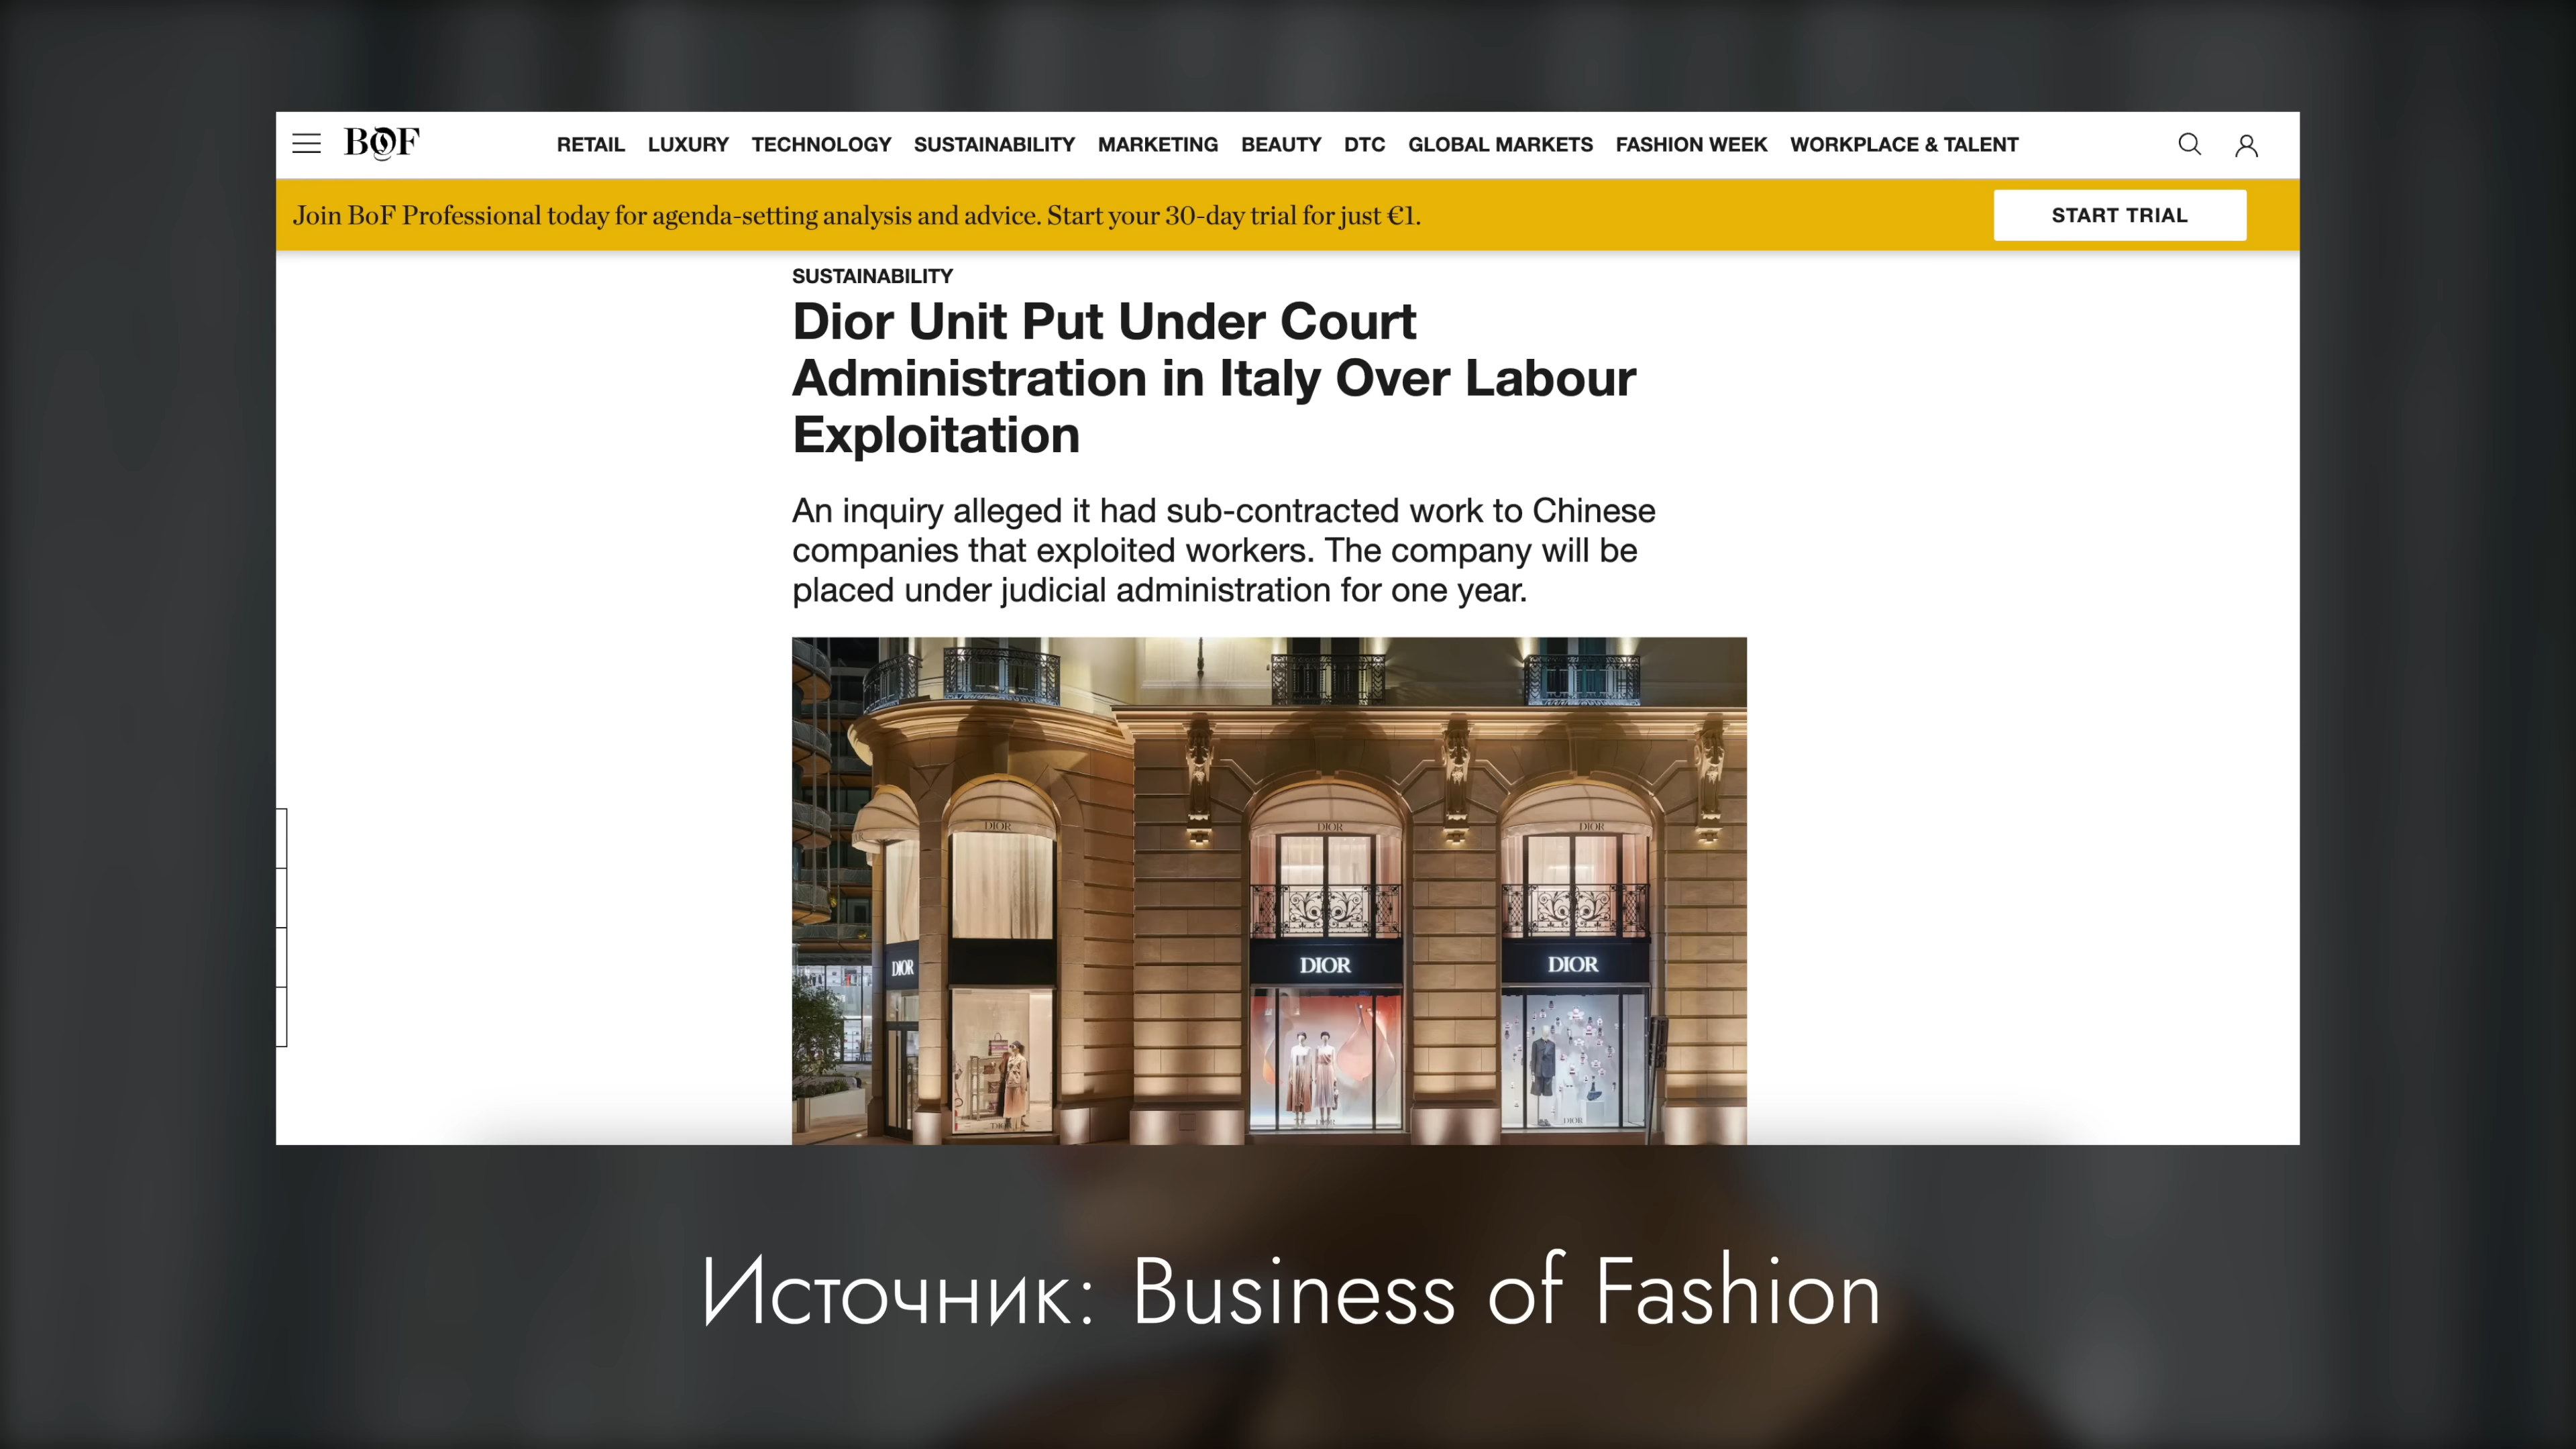 BOF
RETAIL LUXURY TECHNOLOGY SUSTAINABILITY MARKETING BEAUTY DTC GLOBAL MARKETS FASHION WEEK WORKPLACE & TALENT
Join BoF Professional today for agenda-setting analysis and advice. Start your 30-day trial for just €1.
START TRIAL
SUSTAINABILITY
Dior Unit Put Under Court
Administration in Italy Over Labour
Exploitation
An inquiry alleged it had sub-contracted work to Chinese
companies that exploited workers. The company will be
placed under judicial administration for one year.
DIOR
DIOR
DIOR
DIOR
DIOR
DIOR
DIOR
Источник: Business of Fashion